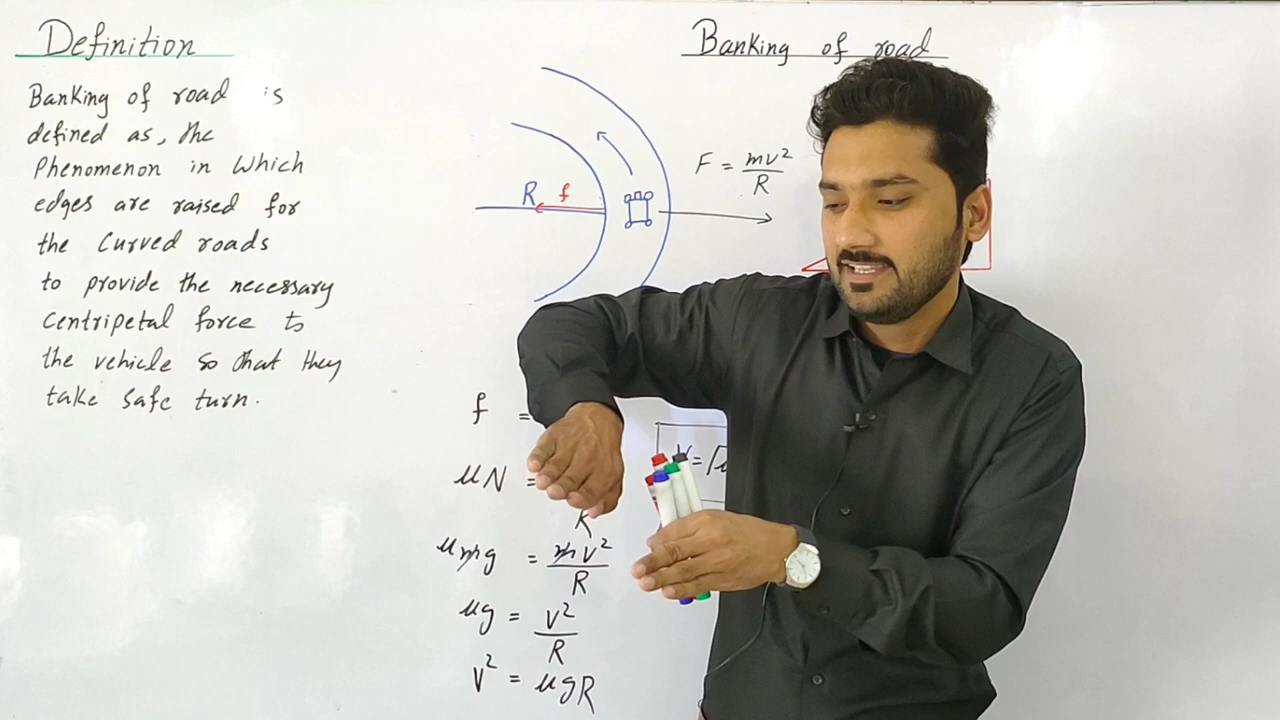 Definition
Banking of road is
defined as, the
Phenomenon in which
edges are raised for
the Curved roads
to provide the necessary
Centripetal force to
the vehicle so that they
take safe turn.
Banking of road
R f
F = mv²/R
f =
μN =
R
μmg = mv²/R
μg = v²/R
v² = μgR
V = √